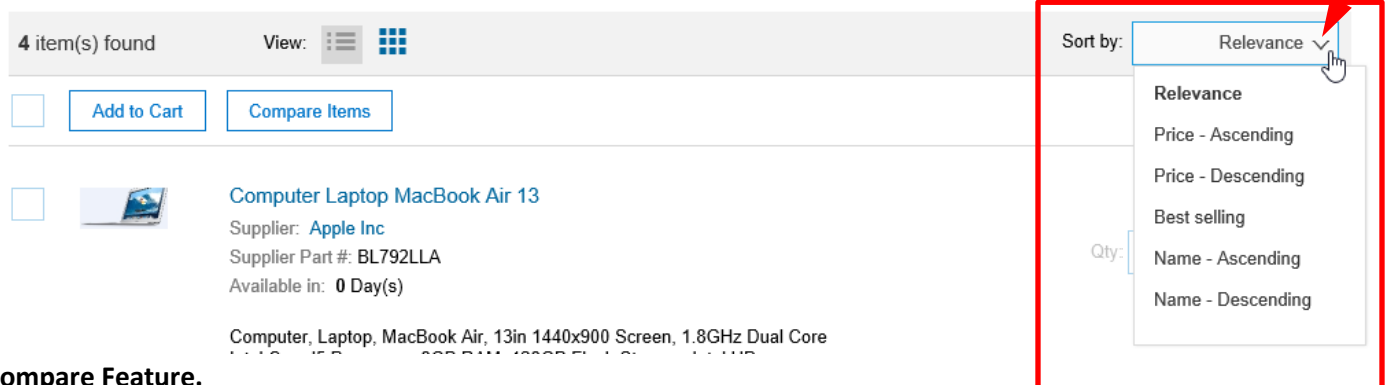 4 item(s) found View: Sort by: Relevance
Relevance
Add to Cart Compare Items
Price - Ascending
Price - Descending
Computer Laptop MacBook Air 13
Best selling
Supplier: Apple Inc
Qty:
Supplier Part #: BL792LLA
Name - Ascending
Available in: 0 Day(s)
Name - Descending
Computer, Laptop, MacBook Air, 13in 1440x900 Screen, 1.8GHz Dual Core
ompare Feature.